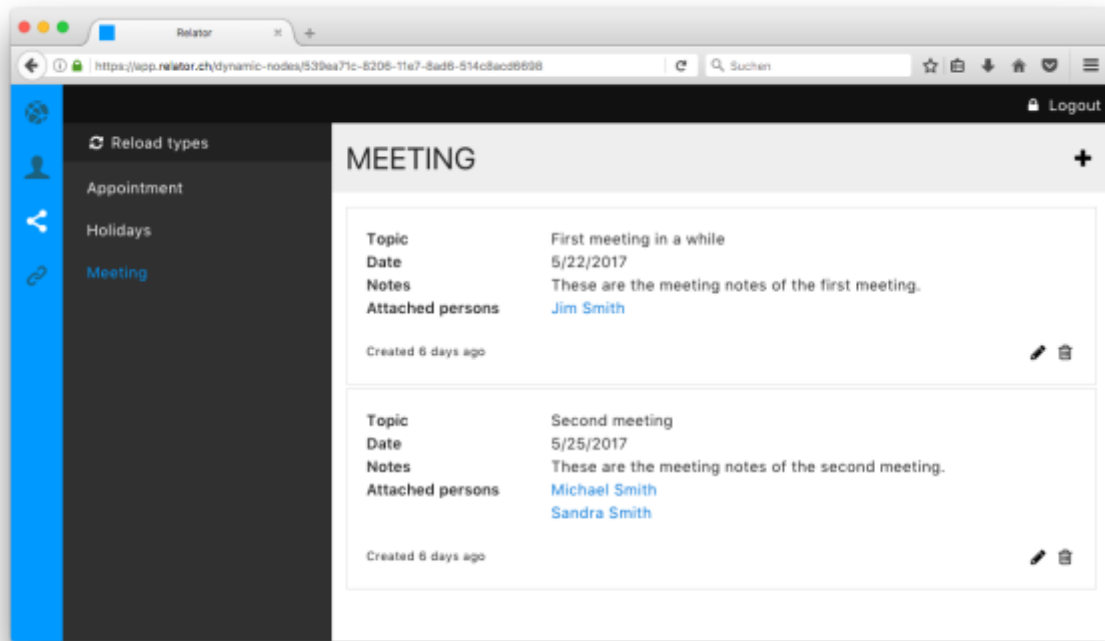 Relator
https://app.relator.ch/dynamic-nodes/539ea71c-8206-11e7-8ad6-514c8acd6698
Suchen
Logout
Reload types
MEETING
Appointment
Holidays
Meeting
Topic First meeting in a while
Date 5/22/2017
Notes These are the meeting notes of the first meeting.
Attached persons Jim Smith
Created 6 days ago
Topic Second meeting
Date 5/25/2017
Notes These are the meeting notes of the second meeting.
Attached persons Michael Smith
Sandra Smith
Created 6 days ago